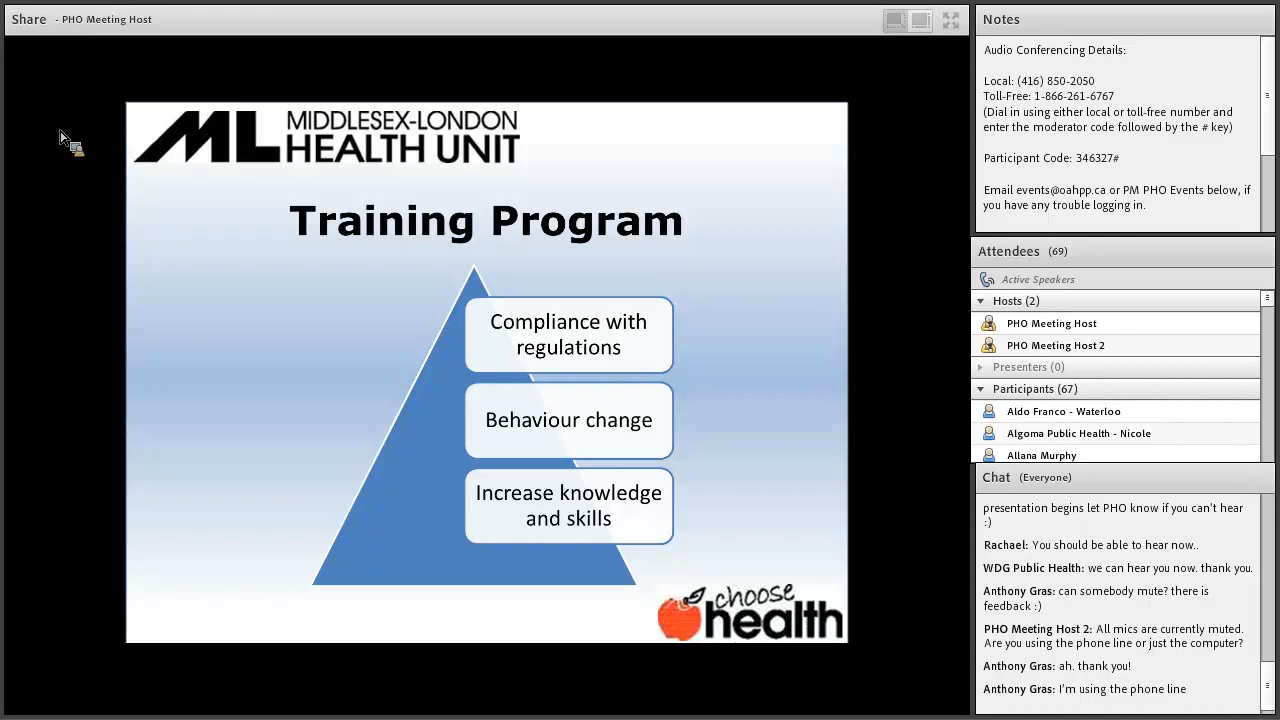 Share - PHO Meeting Host
ML MIDDLESEX-LONDON
HEALTH UNIT
Training Program
Compliance with
regulations
Behaviour change
Increase knowledge
and skills
choose
health
Notes
Audio Conferencing Details:
Local: (416) 850-2050
Toll-Free: 1-866-261-6767
(Dial in using either local or toll-free number and
enter the moderator code followed by the # key)
Participant Code: 346327#
Email events@oahpp.ca or PM PHO Events below, if
you have any trouble logging in.
Attendees (69)
Active Speakers
Hosts (2)
PHO Meeting Host
PHO Meeting Host 2
Presenters (0)
Participants (67)
Aldo Franco - Waterloo
Algoma Public Health - Nicole
Allana Murphy
Chat (Everyone)
presentation begins let PHO know if you can't hear
:)
Rachael: You should be able to hear now..
WDG Public Health: we can hear you now. thank you.
Anthony Gras: can somebody mute? there is
feedback :)
PHO Meeting Host 2: All mics are currently muted.
Are you using the phone line or just the computer?
Anthony Gras: ah. thank you!
Anthony Gras: I'm using the phone line